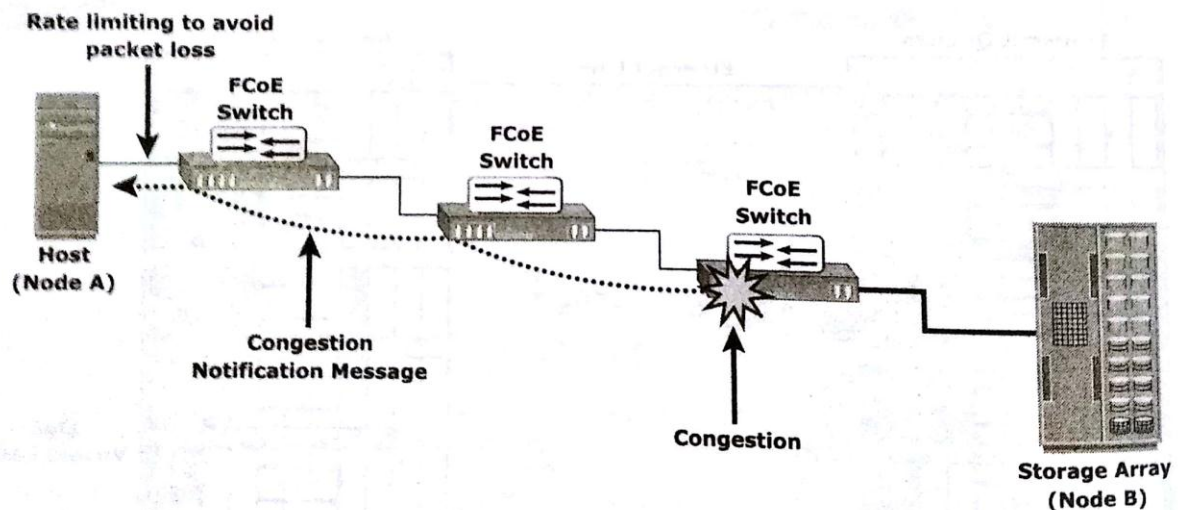 Rate limiting to avoid
packet loss
FCoE
Switch
FCoE
Switch
FCoE
Switch
Host
(Node A)
Congestion
Notification Message
Congestion
Storage Array
(Node B)